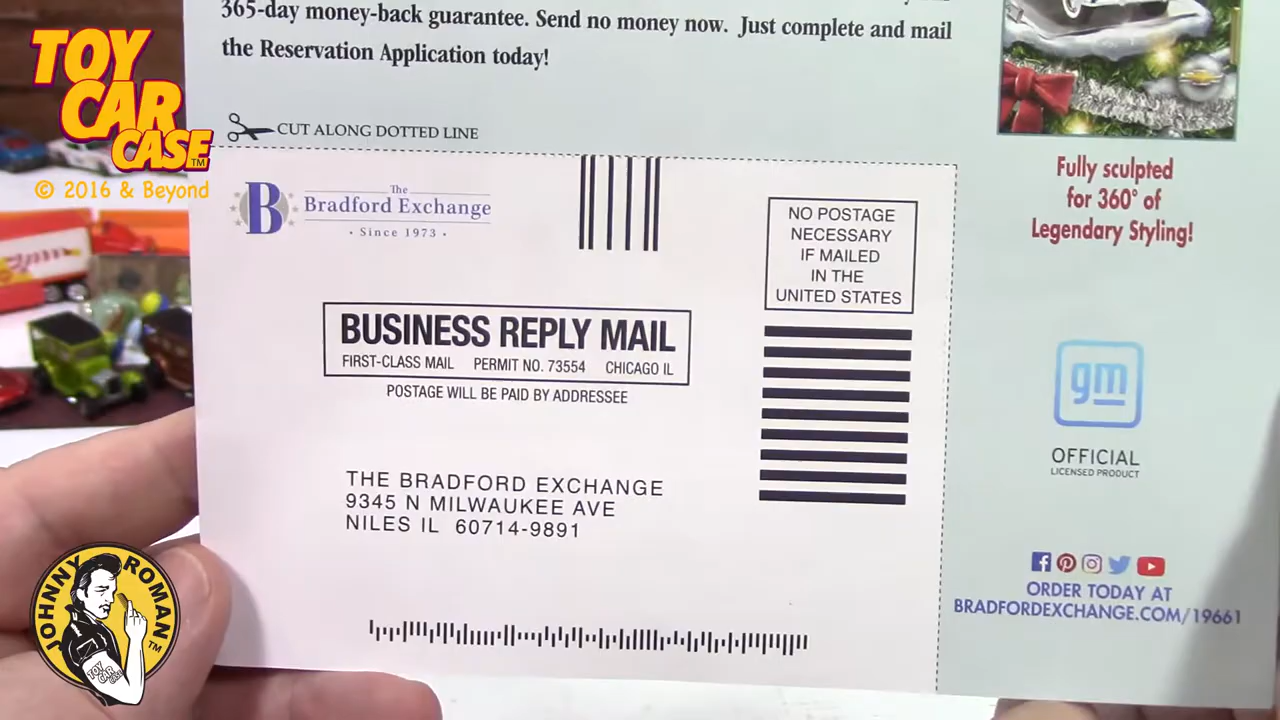 365-day money-back guarantee. Send no money now. Just complete and mail
the Reservation Application today!
TOY
CAR
CASE™
© 2016 & Beyond
CUT ALONG DOTTED LINE
B
The
Bradford Exchange
· Since 1973 ·
NO POSTAGE
NECESSARY
IF MAILED
IN THE
UNITED STATES
BUSINESS REPLY MAIL
FIRST-CLASS MAIL PERMIT NO. 73554 CHICAGO IL
POSTAGE WILL BE PAID BY ADDRESSEE
THE BRADFORD EXCHANGE
9345 N MILWAUKEE AVE
NILES IL 60714-9891
Fully sculpted
for 360° of
Legendary Styling!
gm
OFFICIAL
LICENSED PRODUCT
ORDER TODAY AT
BRADFORDEXCHANGE.COM/19661
JOHNNY ROMAN™
TOY
CAR
CASE